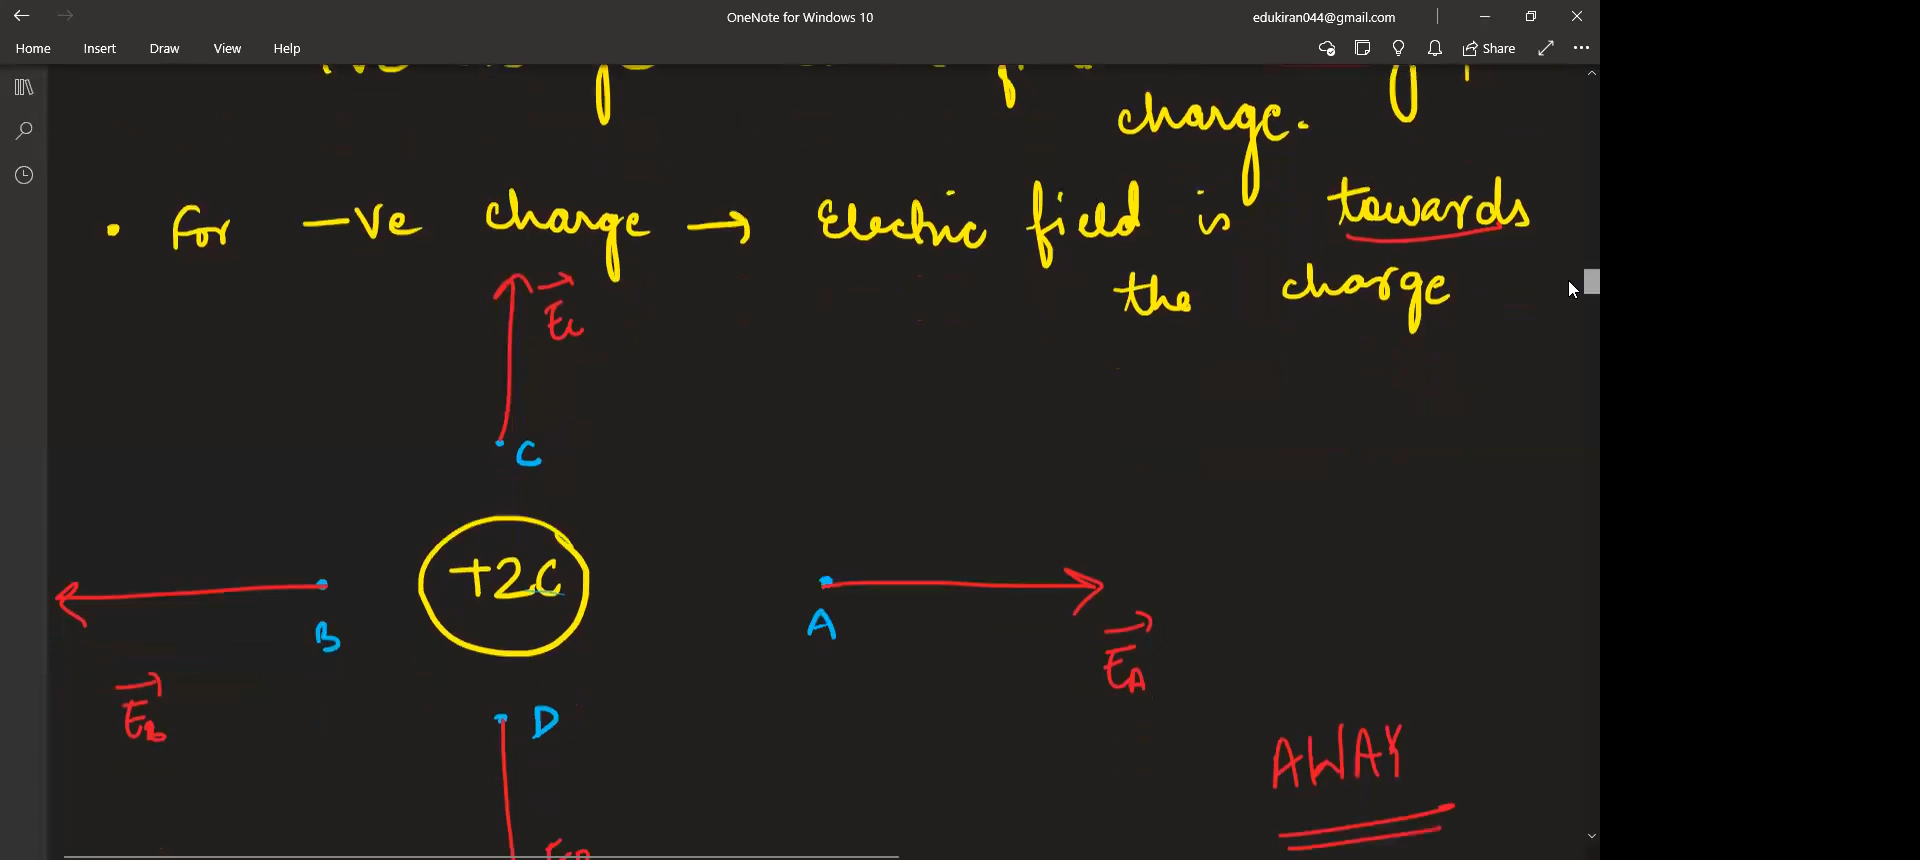 OneNote for Windows 10
edukiran044@gmail.com
Home Insert Draw View Help
Share
charge.
• For -ve charge → Electric field is towards
the charge
Ec
C
+2C
B
A
EB
EA
D
AWAY
ED